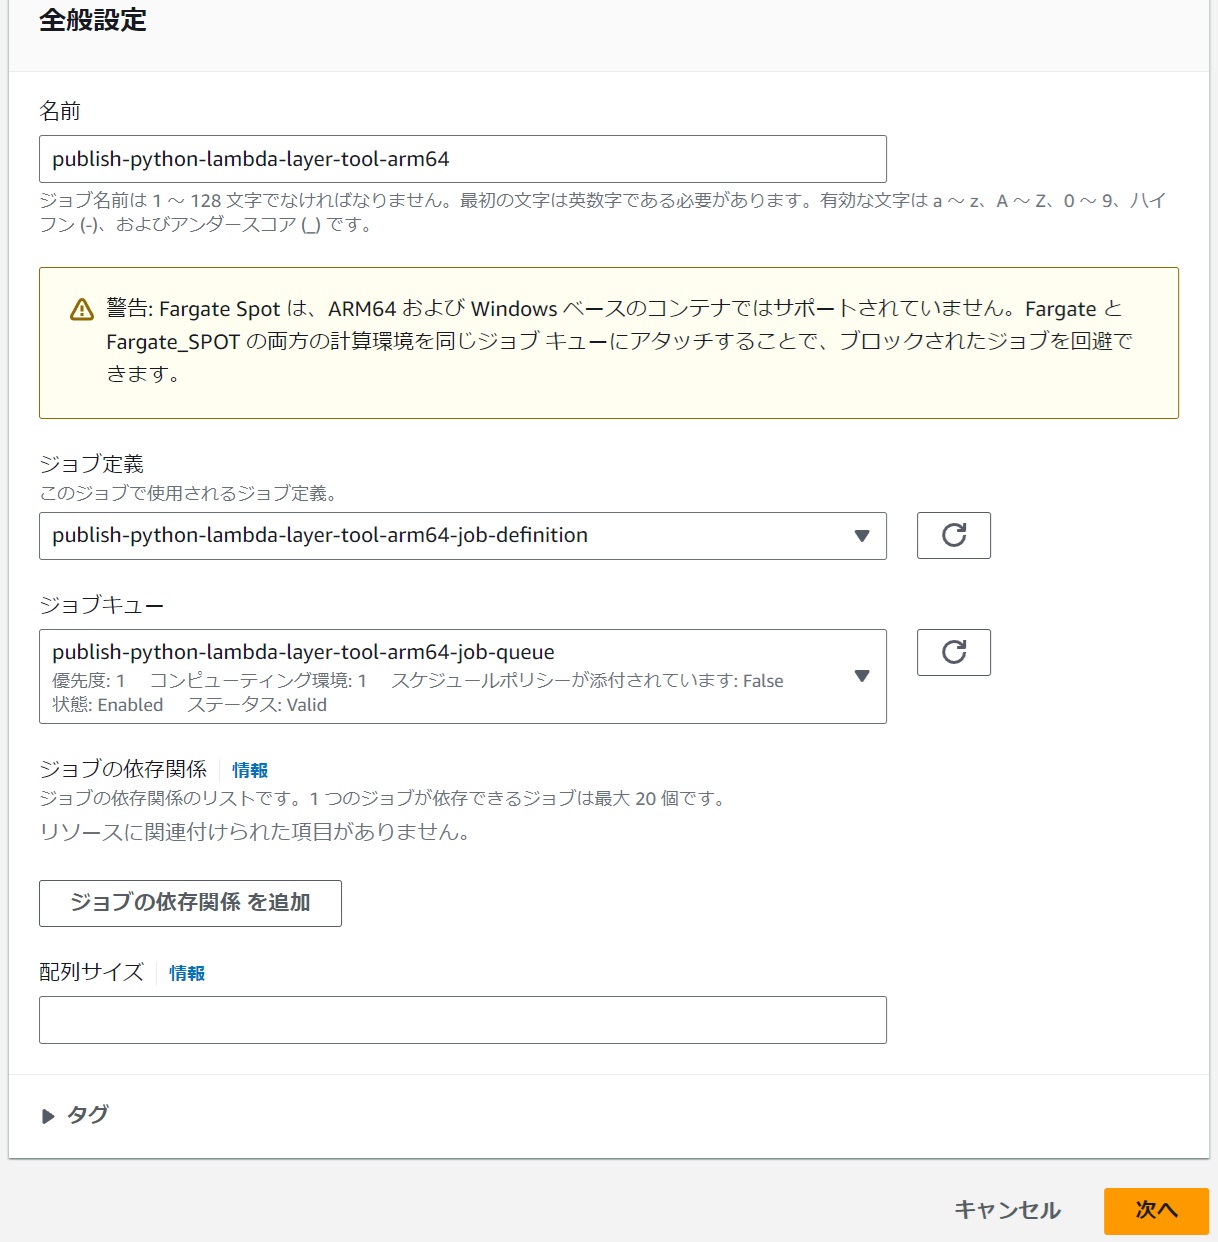 全般設定
名前
publish-python-lambda-layer-tool-arm64
ジョブ名前は 1 ～ 128 文字でなければなりません。最初の文字は英数字である必要があります。有効な文字は a ～ z、A ～ Z、0 ～ 9、ハイ
フン (-)、およびアンダースコア (_) です。
警告: Fargate Spot は、ARM64 および Windows ベースのコンテナではサポートされていません。Fargate と
Fargate_SPOT の両方の計算環境を同じジョブ キューにアタッチすることで、ブロックされたジョブを回避で
きます。
ジョブ定義
このジョブで使用されるジョブ定義。
publish-python-lambda-layer-tool-arm64-job-definition
ジョブキュー
publish-python-lambda-layer-tool-arm64-job-queue
優先度: 1 コンピューティング環境: 1 スケジュールポリシーが添付されています: False
状態: Enabled ステータス: Valid
ジョブの依存関係 情報
ジョブの依存関係のリストです。1 つのジョブが依存できるジョブは最大 20 個です。
リソースに関連付けられた項目がありません。
ジョブの依存関係 を追加
配列サイズ 情報
タグ
キャンセル 次へ